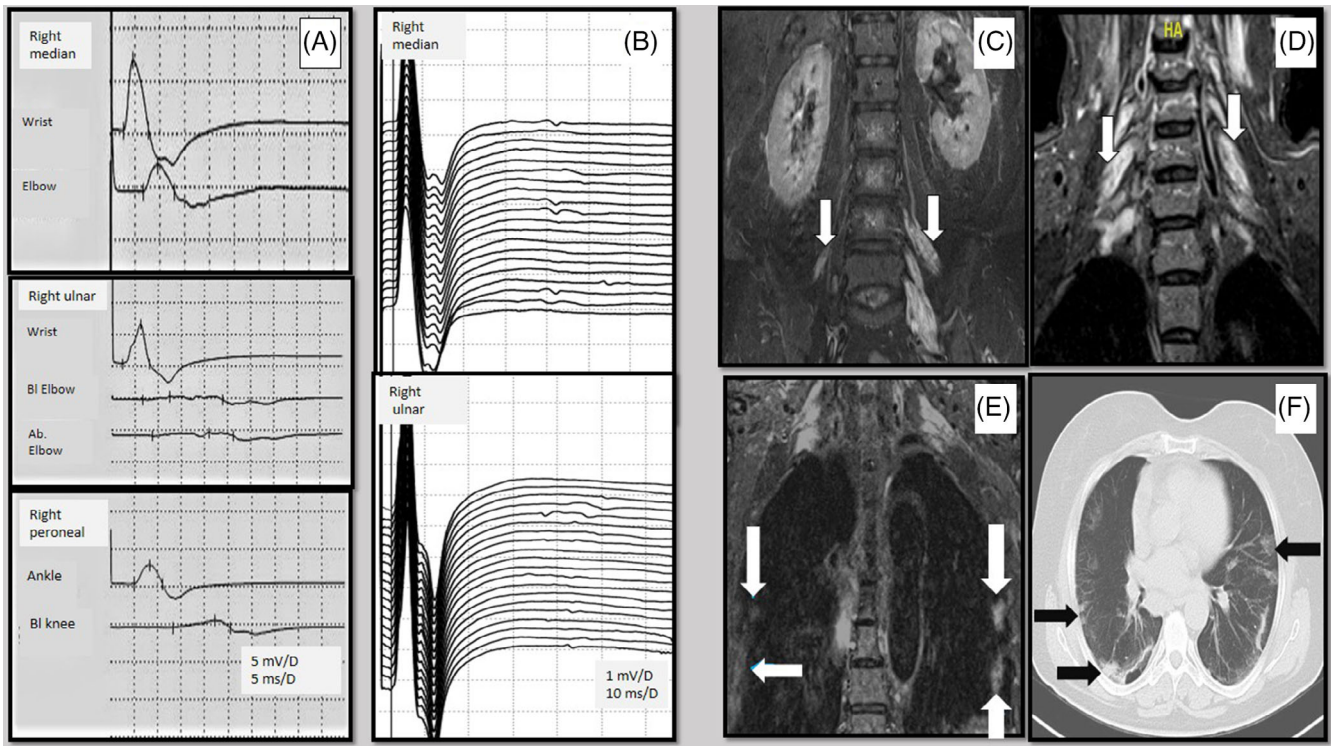 Right
median
(A)
Wrist
Elbow
Right ulnar
Wrist
Bl Elbow
Ab.
Elbow
Right
peroneal
Ankle
Bl knee
5 mV/D
5 ms/D
Right
median
(B)
Right
ulnar
1 mV/D
10 ms/D
(C)
HA
(D)
(E)
(F)